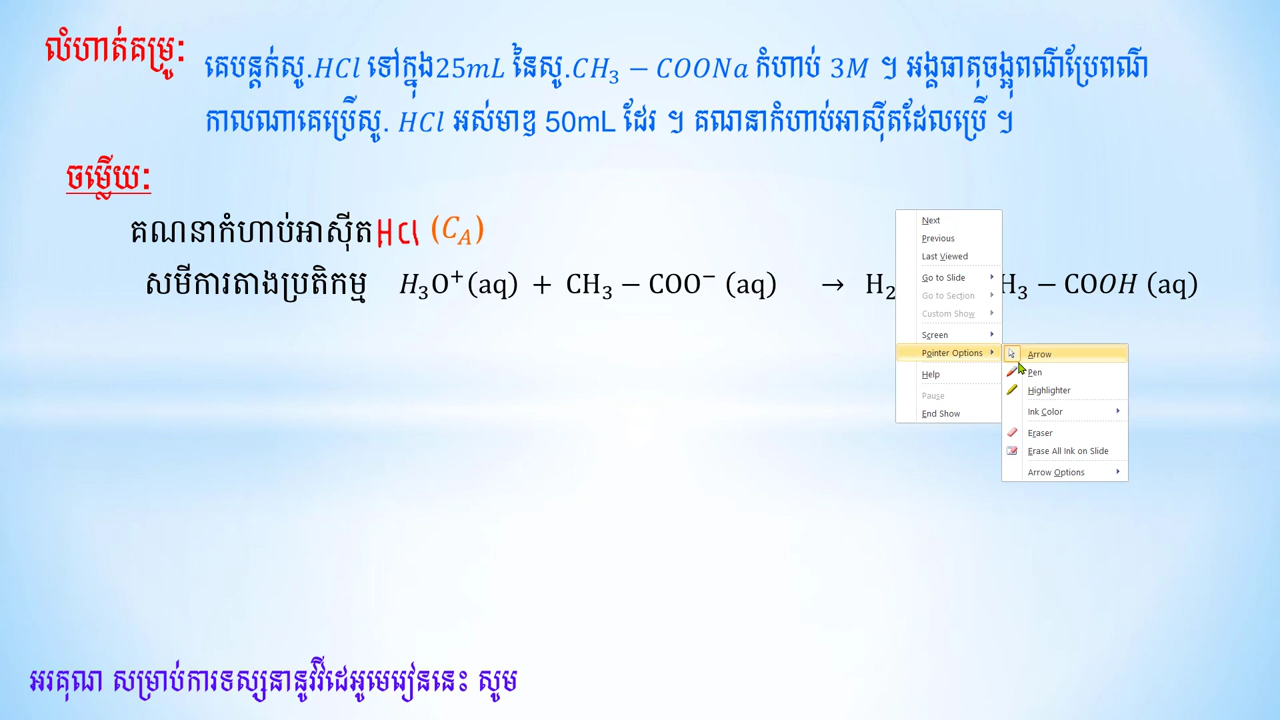 លំហាត់គម្រូ:
គេបន្តក់សូ.HCl ទៅក្នុង25mL នៃសូ.CH₃ − COONa កំហាប់ 3M ។ អង្គធាតុចង្អុលពណ៌ប្រែពណ៌
កាលណាគេប្រើសូ. HCl អស់មាឌ 50mL ដែរ ។ គណនាកំហាប់អាស៊ីតដែលប្រើ ។
ចម្លើយ:
គណនាកំហាប់អាស៊ីតHCl (C_A)
សមីការតាងប្រតិកម្ម H₃O⁺(aq) + CH₃ − COO⁻ (aq) → H₂ H₃ − COOH (aq)
Next
Previous
Last Viewed
Go to Slide
Go to Section
Custom Show
Screen
Pointer Options
Help
Pause
End Show
Arrow
Pen
Highlighter
Ink Color
Eraser
Erase All Ink on Slide
Arrow Options
អរគុណ សម្រាប់ការទស្សនានូវវីដេអូមេរៀននេះ សូម